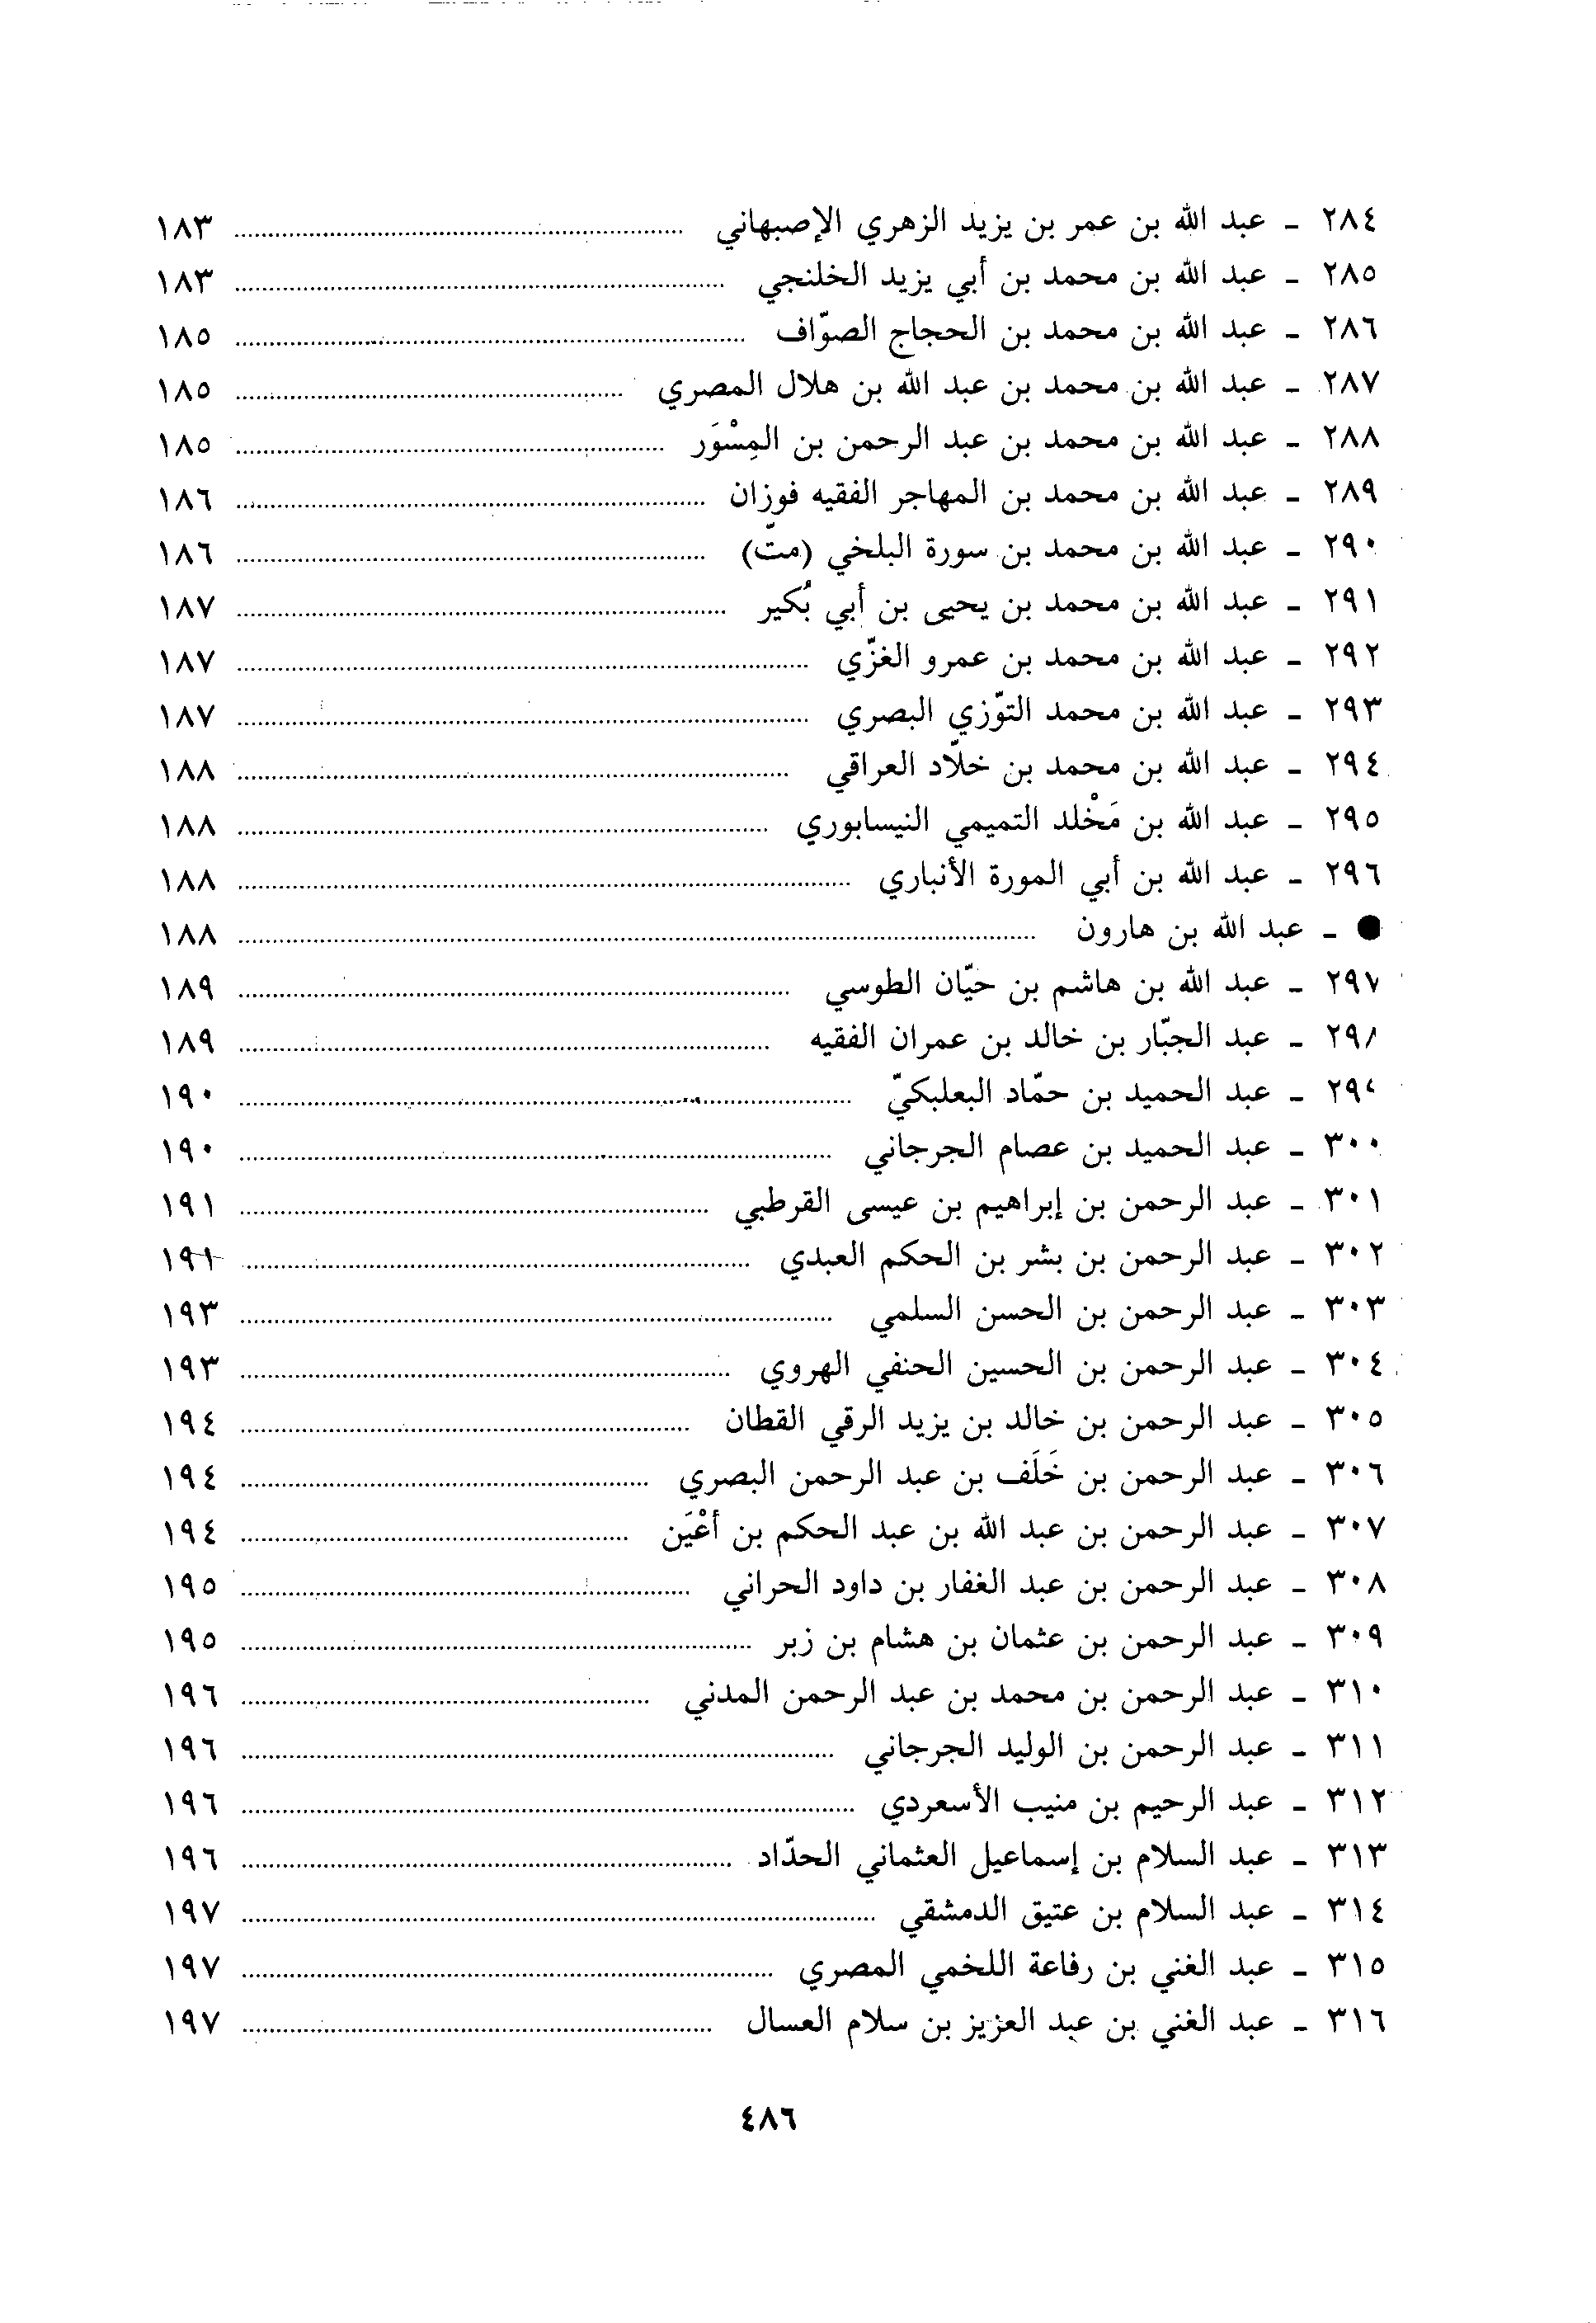 ٢٨٤ ـ عبد الله بن عمر بن يزيد الزهري الإصبهاني ........ ١٨٣
٢٨٥ ـ عبد الله بن محمد بن أبي يزيد الخلنجي ........ ١٨٣
٢٨٦ ـ عبد الله بن محمد بن الحجاج الصوّاف ........ ١٨٥
٢٨٧ ـ عبد الله بن محمد بن عبد الله بن هلال المصري ........ ١٨٥
٢٨٨ ـ عبد الله بن محمد بن عبد الرحمن بن المِسْوَر ........ ١٨٥
٢٨٩ ـ عبد الله بن محمد بن المهاجر الفقيه فوزان ........ ١٨٦
٢٩٠ ـ عبد الله بن محمد بن سورة البلخي (متّ) ........ ١٨٦
٢٩١ ـ عبد الله بن محمد بن يحيى بن أبي بُكير ........ ١٨٧
٢٩٢ ـ عبد الله بن محمد بن عمرو الغزّي ........ ١٨٧
٢٩٣ ـ عبد الله بن محمد التوّزي البصري ........ ١٨٧
٢٩٤ ـ عبد الله بن محمد بن خلّاد العراقي ........ ١٨٨
٢٩٥ ـ عبد الله بن مَخْلد التميمي النيسابوري ........ ١٨٨
٢٩٦ ـ عبد الله بن أبي المورة الأنباري ........ ١٨٨
● ـ عبد الله بن هارون ........ ١٨٨
٢٩٧ ـ عبد الله بن هاشم بن حيّان الطوسي ........ ١٨٩
٢٩٨ ـ عبد الجبّار بن خالد بن عمران الفقيه ........ ١٨٩
٢٩٩ ـ عبد الحميد بن حمّاد البعلبكيّ ........ ١٩٠
٣٠٠ ـ عبد الحميد بن عصام الجرجاني ........ ١٩٠
٣٠١ ـ عبد الرحمن بن إبراهيم بن عيسى القرطبي ........ ١٩١
٣٠٢ ـ عبد الرحمن بن بشر بن الحكم العبدي ........ ١٩١
٣٠٣ ـ عبد الرحمن بن الحسن السلمي ........ ١٩٣
٣٠٤ ـ عبد الرحمن بن الحسين الحنفي الهروي ........ ١٩٣
٣٠٥ ـ عبد الرحمن بن خالد بن يزيد الرقي القطان ........ ١٩٤
٣٠٦ ـ عبد الرحمن بن خَلَف بن عبد الرحمن البصري ........ ١٩٤
٣٠٧ ـ عبد الرحمن بن عبد الله بن عبد الحكم بن أعْيَن ........ ١٩٤
٣٠٨ ـ عبد الرحمن بن عبد الغفار بن داود الحراني ........ ١٩٥
٣٠٩ ـ عبد الرحمن بن عثمان بن هشام بن زبر ........ ١٩٥
٣١٠ ـ عبد الرحمن بن محمد بن عبد الرحمن المدني ........ ١٩٦
٣١١ ـ عبد الرحمن بن الوليد الجرجاني ........ ١٩٦
٣١٢ ـ عبد الرحيم بن منيب الأسعردي ........ ١٩٦
٣١٣ ـ عبد السلام بن إسماعيل العثماني الحدّاد ........ ١٩٦
٣١٤ ـ عبد السلام بن عتيق الدمشقي ........ ١٩٧
٣١٥ ـ عبد الغني بن رفاعة اللخمي المصري ........ ١٩٧
٣١٦ ـ عبد الغني بن عبد العزيز بن سلام العسال ........ ١٩٧
٤٨٦